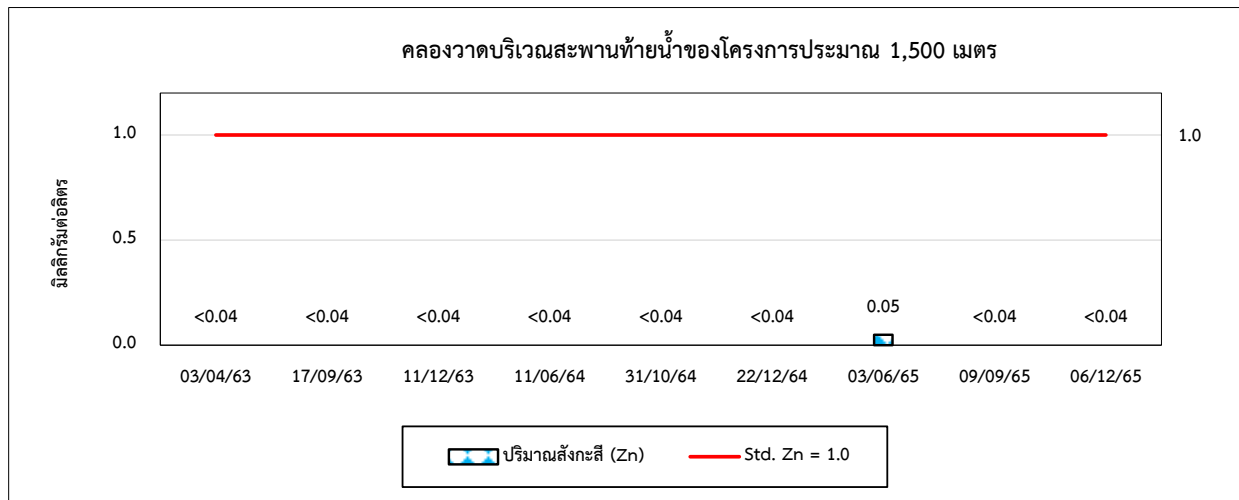 คลองวาดบริเวณสะพานท้ายน้ำของโครงการประมาณ 1,500 เมตร
มิลลิกรัมต่อลิตร
1.0
1.0
0.5
0.0
<0.04 <0.04 <0.04 <0.04 <0.04 <0.04 0.05 <0.04 <0.04
03/04/63 17/09/63 11/12/63 11/06/64 31/10/64 22/12/64 03/06/65 09/09/65 06/12/65
ปริมาณสังกะสี (Zn) Std. Zn = 1.0